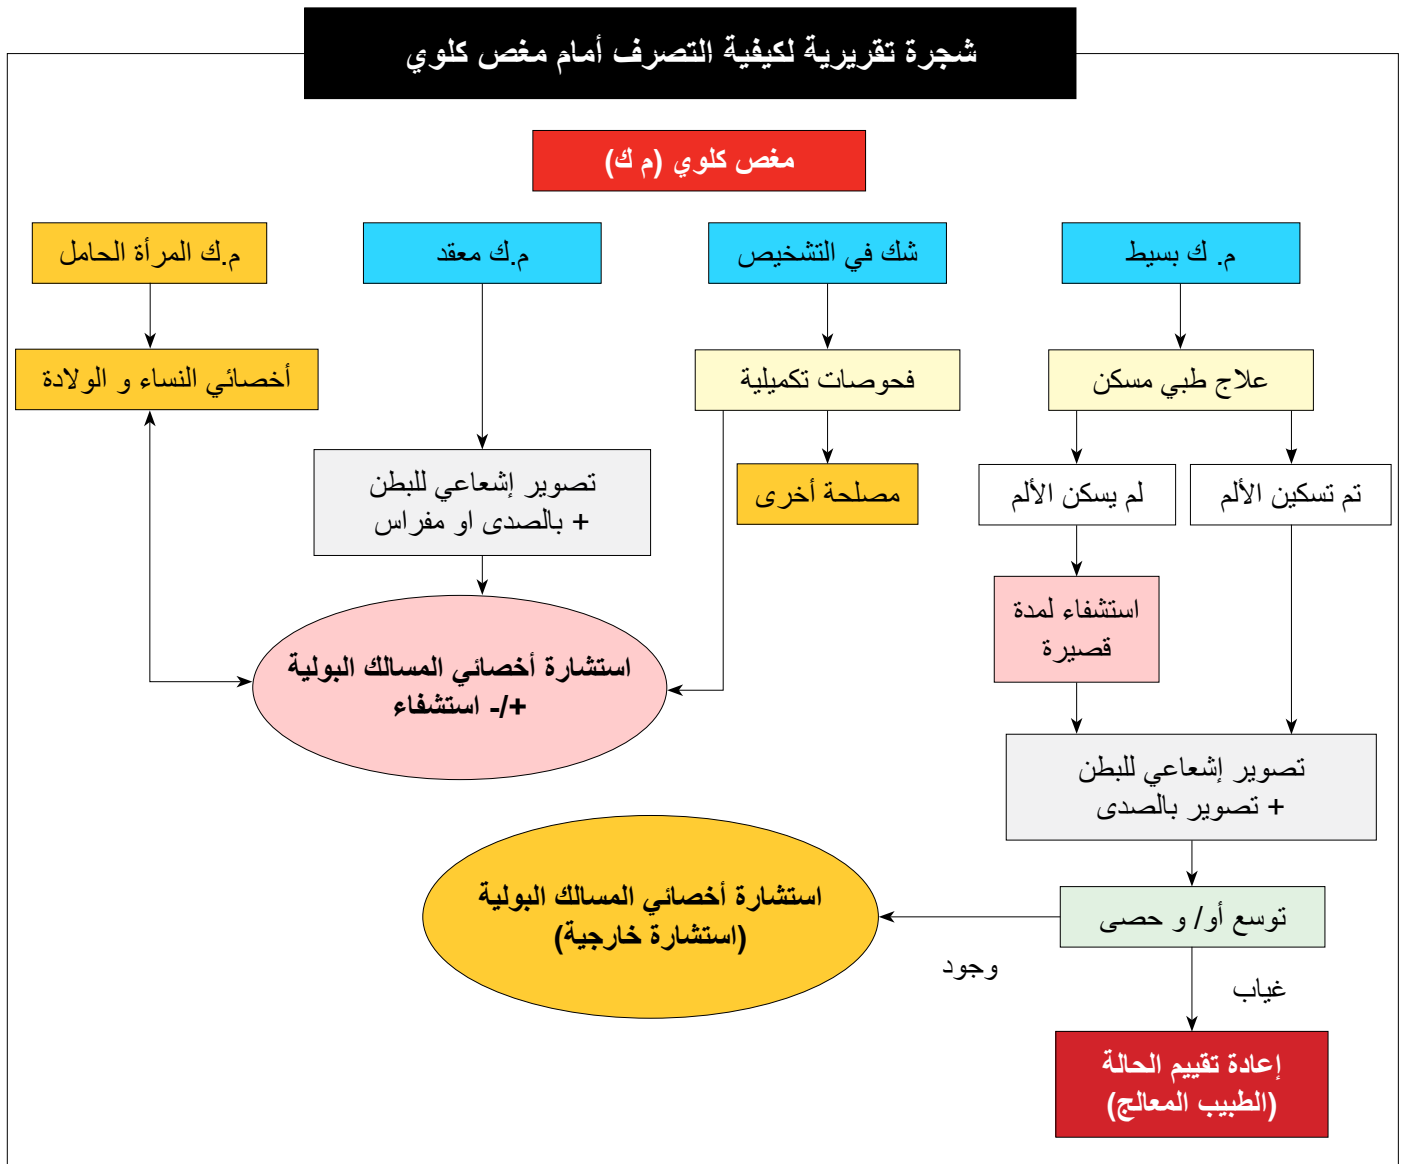 شجرة تقريرية لكيفية التصرف أمام مغص كلوي
مغص كلوي (م ك)
م. ك بسيط
شك في التشخيص
م.ك معقد
م.ك المرأة الحامل
علاج طبي مسكن
فحوصات تكميلية
أخصائي النساء و الولادة
تم تسكين الألم
لم يسكن الألم
مصلحة أخرى
تصوير إشعاعي للبطن
+ بالصدى او مفراس
استشفاء لمدة
قصيرة
استشارة أخصائي المسالك البولية
+/- استشفاء
تصوير إشعاعي للبطن
+ تصوير بالصدى
توسع أو/ و حصى
استشارة أخصائي المسالك البولية
(استشارة خارجية)
وجود
غياب
إعادة تقييم الحالة
(الطبيب المعالج)